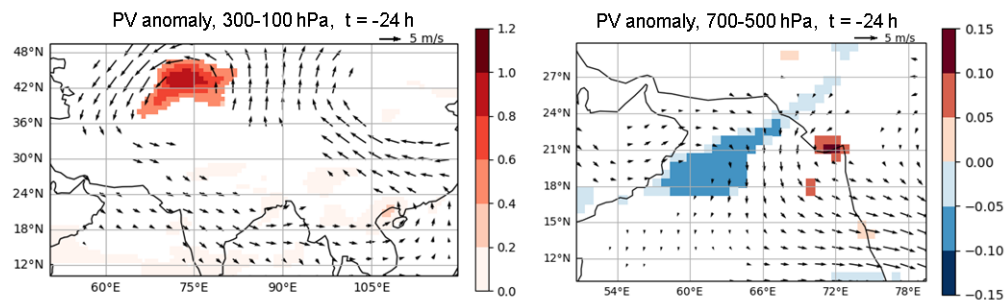 PV anomaly, 300-100 hPa, t = -24 h
5 m/s
48°N
42°N
36°N
30°N
24°N
18°N
12°N
60°E 75°E 90°E 105°E
1.2
1.0
0.8
0.6
0.4
0.2
0.0
PV anomaly, 700-500 hPa, t = -24 h
5 m/s
27°N
24°N
21°N
18°N
15°N
12°N
54°E 60°E 66°E 72°E 78°E
0.15
0.10
0.05
0.00
−0.05
−0.10
−0.15